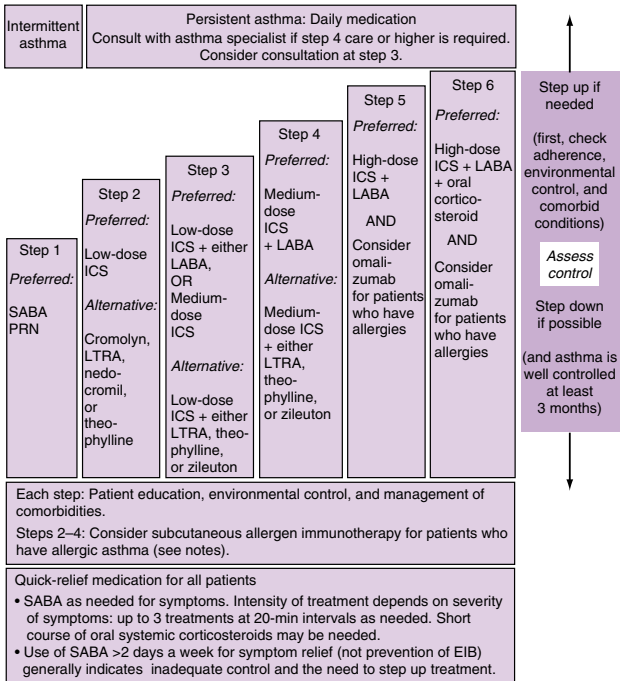 Intermittent
asthma
Persistent asthma: Daily medication
Consult with asthma specialist if step 4 care or higher is required.
Consider consultation at step 3.
Step 1
Preferred:
SABA
PRN
Step 2
Preferred:
Low-dose
ICS
Alternative:
Cromolyn,
LTRA,
nedo-
cromil,
or
theo-
phylline
Step 3
Preferred:
Low-dose
ICS + either
LABA,
OR
Medium-
dose
ICS
Alternative:
Low-dose
ICS + either
LTRA, theo-
phylline,
or zileuton
Step 4
Preferred:
Medium-
dose
ICS
+ LABA
Alternative:
Medium-
dose ICS
+ either
LTRA,
theo-
phylline,
or zileuton
Step 5
Preferred:
High-dose
ICS +
LABA
AND
Consider
omali-
zumab
for patients
who have
allergies
Step 6
Preferred:
High-dose
ICS + LABA
+ oral
cortico-
steroid
AND
Consider
omali-
zumab
for patients
who have
allergies
Step up if
needed
(first, check
adherence,
environmental
control, and
comorbid
conditions)
Assess
control
Step down
if possible
(and asthma is
well controlled
at least
3 months)
Each step: Patient education, environmental control, and management of
comorbidities.
Steps 2–4: Consider subcutaneous allergen immunotherapy for patients who
have allergic asthma (see notes).
Quick-relief medication for all patients
• SABA as needed for symptoms. Intensity of treatment depends on severity
of symptoms: up to 3 treatments at 20-min intervals as needed. Short
course of oral systemic corticosteroids may be needed.
• Use of SABA >2 days a week for symptom relief (not prevention of EIB)
generally indicates inadequate control and the need to step up treatment.